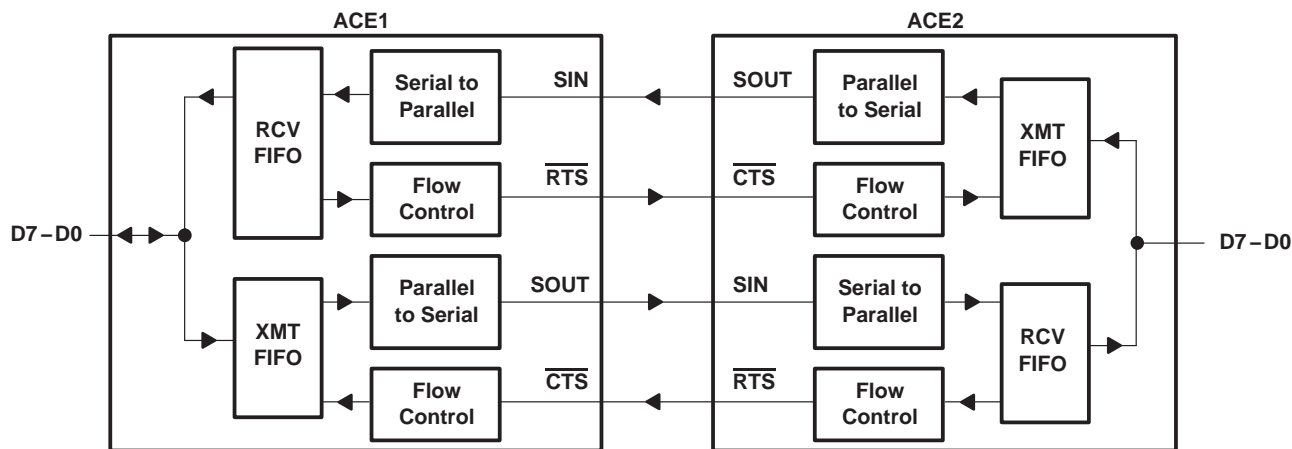 ACE1
ACE2
Serial to
Parallel
SIN
SOUT
Parallel
to Serial
RCV
FIFO
XMT
FIFO
Flow
Control
RTS
CTS
Flow
Control
D7–D0
D7–D0
Parallel
to Serial
SOUT
SIN
Serial to
Parallel
XMT
FIFO
RCV
FIFO
Flow
Control
CTS
RTS
Flow
Control